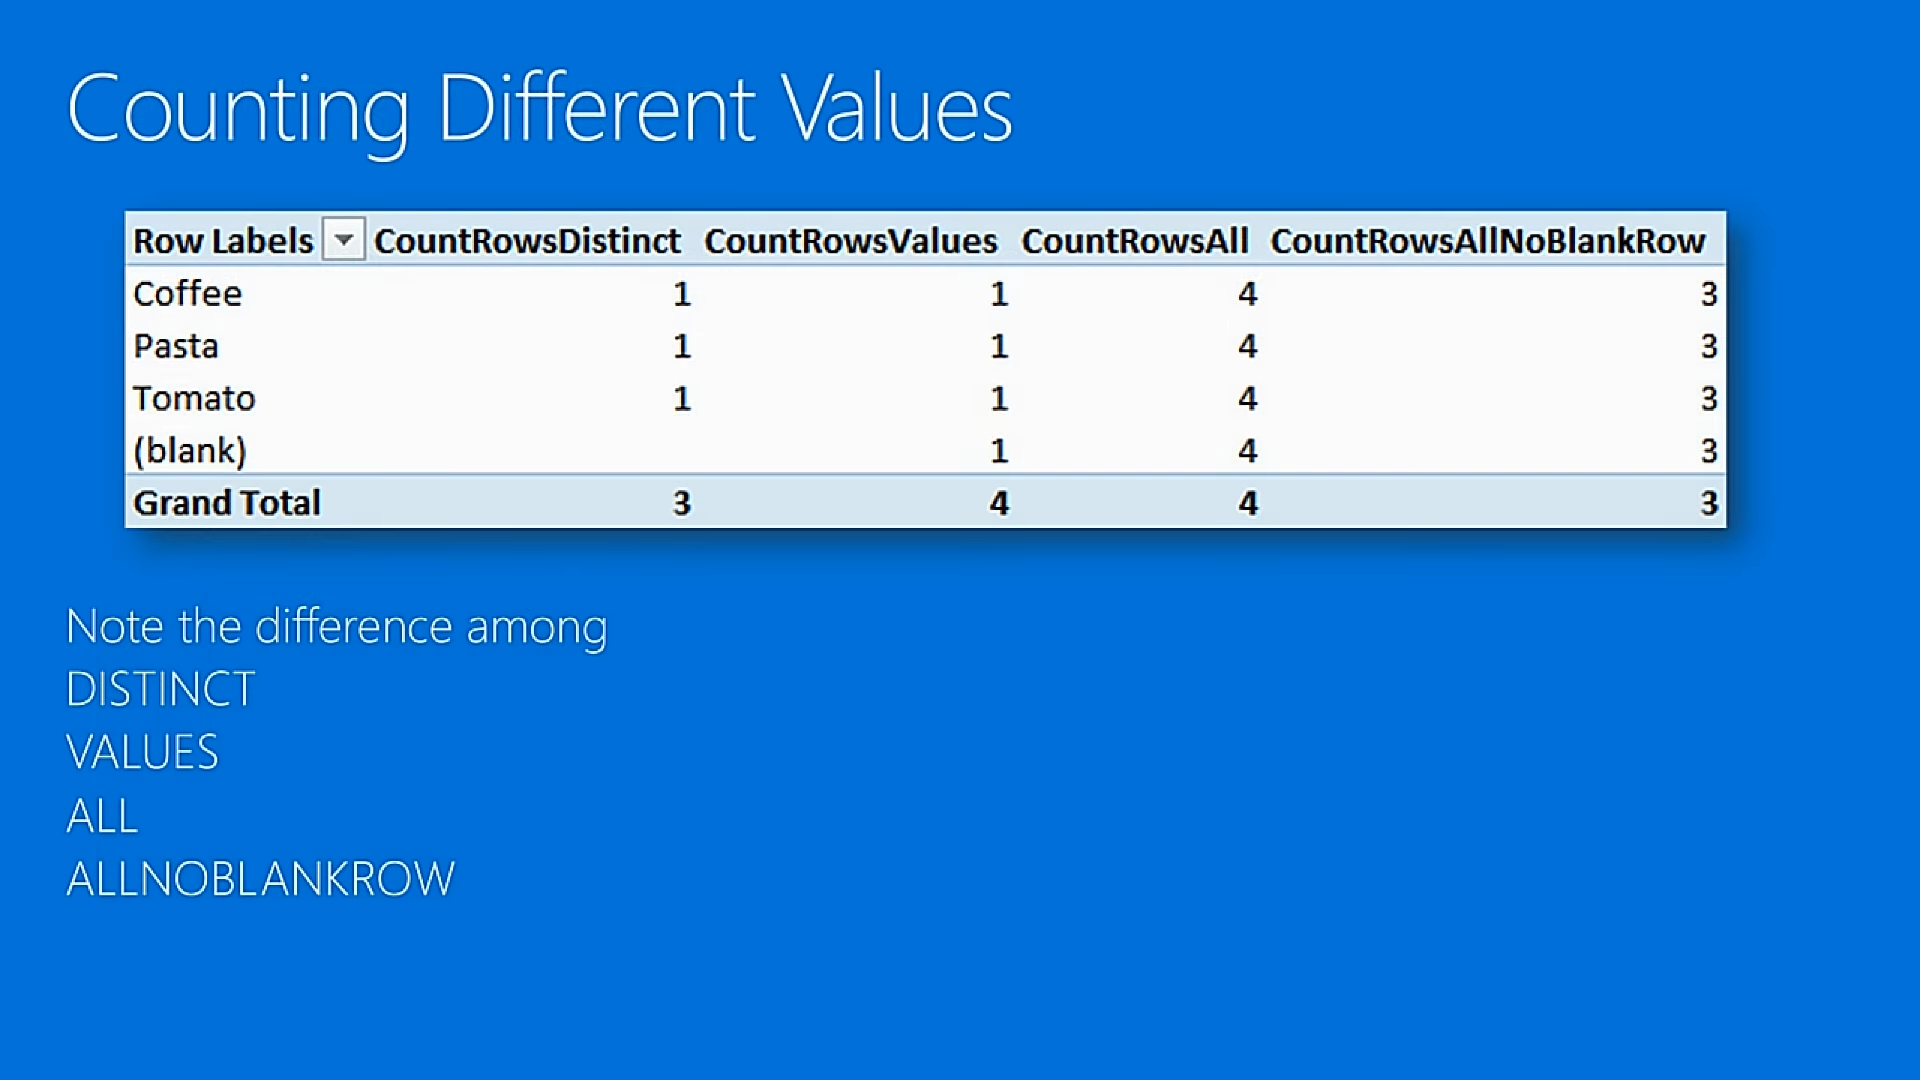 Counting Different Values
Row Labels CountRowsDistinct CountRowsValues CountRowsAll CountRowsAllNoBlankRow
Coffee 1 1 4 3
Pasta 1 1 4 3
Tomato 1 1 4 3
(blank) 1 4 3
Grand Total 3 4 4 3
Note the difference among
DISTINCT
VALUES
ALL
ALLNOBLANKROW